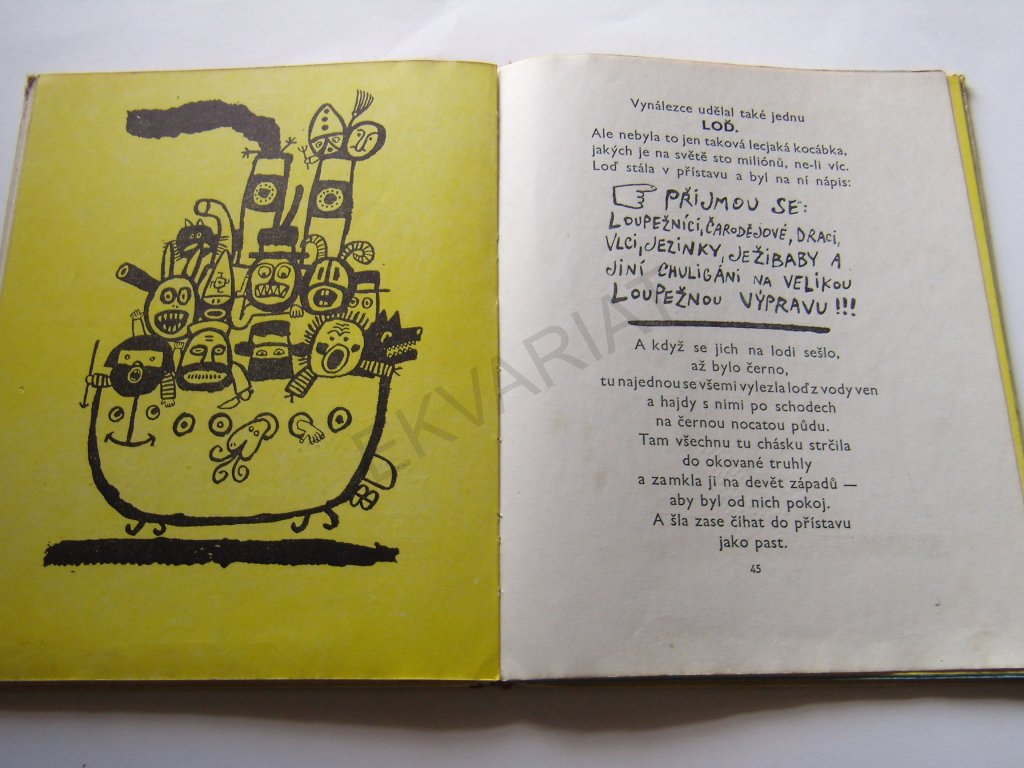 Vynálezce udělal také jednu
LOĎ.
Ale nebyla to jen taková lecjaká kocábka,
jakých je na světě sto miliónů, ne-li víc.
Loď stála v přístavu a byl na ní nápis:
PŘIJMOU SE:
LOUPEŽNÍCI, ČARODĚJOVÉ, DRACI,
VLCI, JEZINKY, JEŽIBABY A
JINÍ CHULIGÁNI NA VELIKOU
LOUPEŽNOU VÝPRAVU!!!
A když se jich na lodi sešlo,
až bylo černo,
tu najednou se všemi vylezla loď z vody ven
a hajdy s nimi po schodech
na černou nocatou půdu.
Tam všechnu tu chásku strčila
do okované truhly
a zamkla ji na devět západů —
aby byl od nich pokoj.
A šla zase číhat do přístavu
jako past.
45